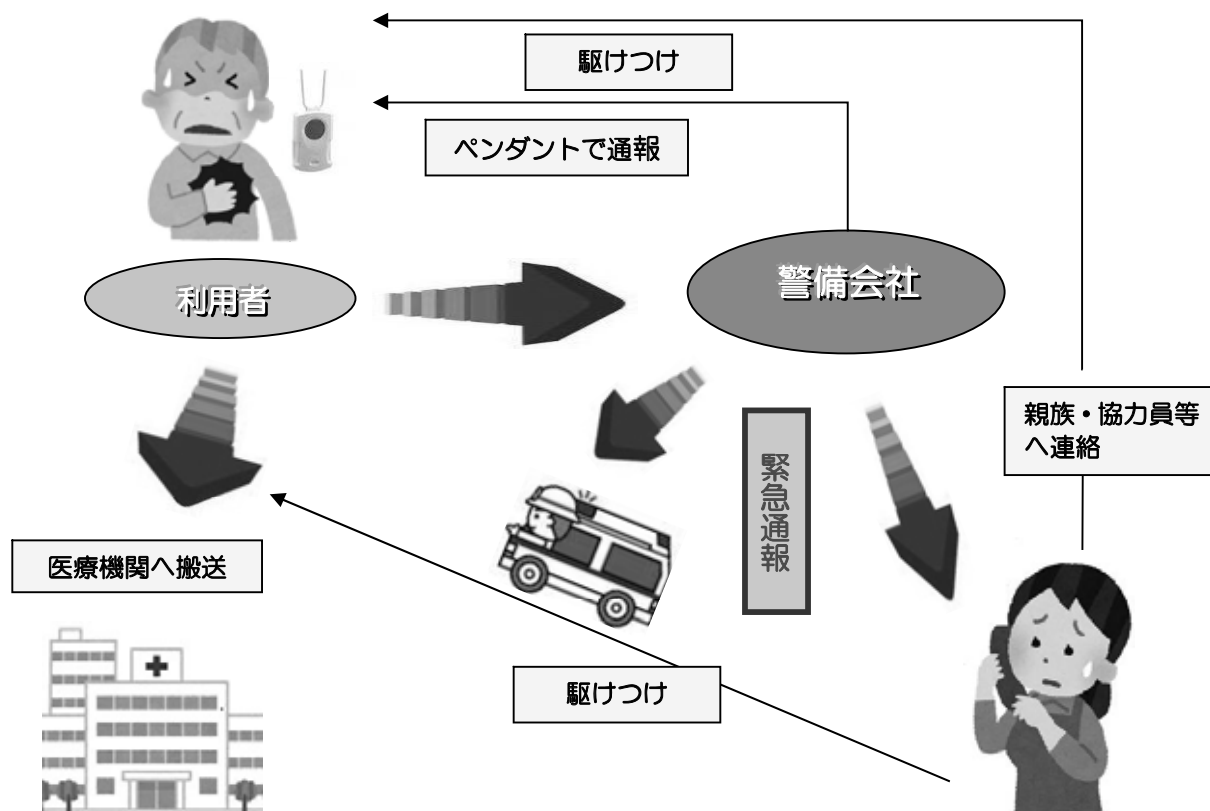 駆けつけ
ペンダントで通報
利用者
警備会社
親族・協力員等
へ連絡
緊急通報
医療機関へ搬送
駆けつけ